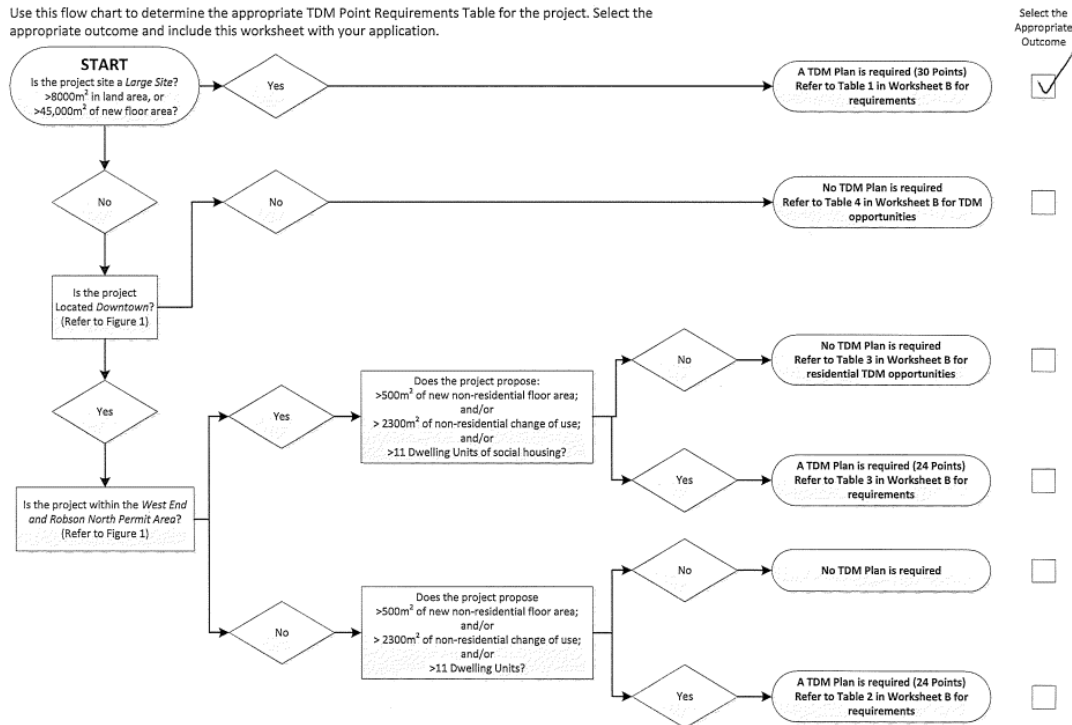 Use this flow chart to determine the appropriate TDM Point Requirements Table for the project. Select the
appropriate outcome and include this worksheet with your application.
Select the
Appropriate
Outcome
START
Is the project site a Large Site?
>8000m² in land area, or
>45,000m² of new floor area?
Yes
A TDM Plan is required (30 Points)
Refer to Table 1 in Worksheet B for
requirements
No
No
No TDM Plan is required
Refer to Table 4 in Worksheet B for TDM
opportunities
Is the project
Located Downtown?
(Refer to Figure 1)
Yes
Is the project within the West End
and Robson North Permit Area?
(Refer to Figure 1)
Yes
Does the project propose:
>500m² of new non-residential floor area;
and/or
> 2300m² of non-residential change of use;
and/or
>11 Dwelling Units of social housing?
No
No TDM Plan is required
Refer to Table 3 in Worksheet B for
residential TDM opportunities
Yes
A TDM Plan is required (24 Points)
Refer to Table 3 in Worksheet B for
requirements
No
Does the project propose
>500m² of new non-residential floor area;
and/or
> 2300m² of non-residential change of use;
and/or
>11 Dwelling Units?
No
No TDM Plan is required
Yes
A TDM Plan is required (24 Points)
Refer to Table 2 in Worksheet B for
requirements